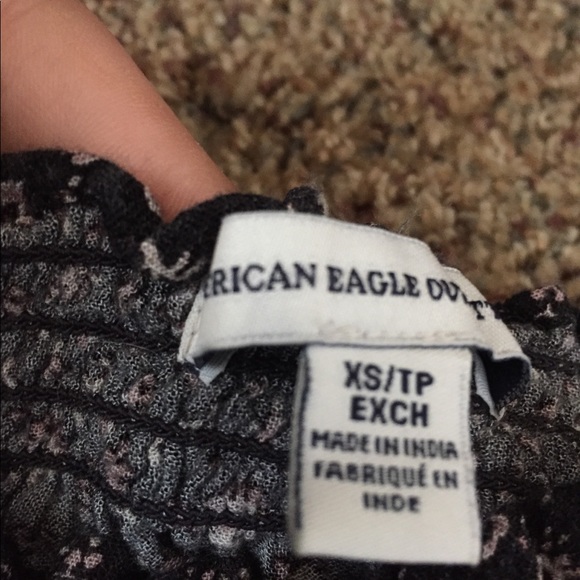 ERICAN EAGLE OU
XS/TP
EXCH
MADE IN INDIA
FABRIQUÉ EN
INDE